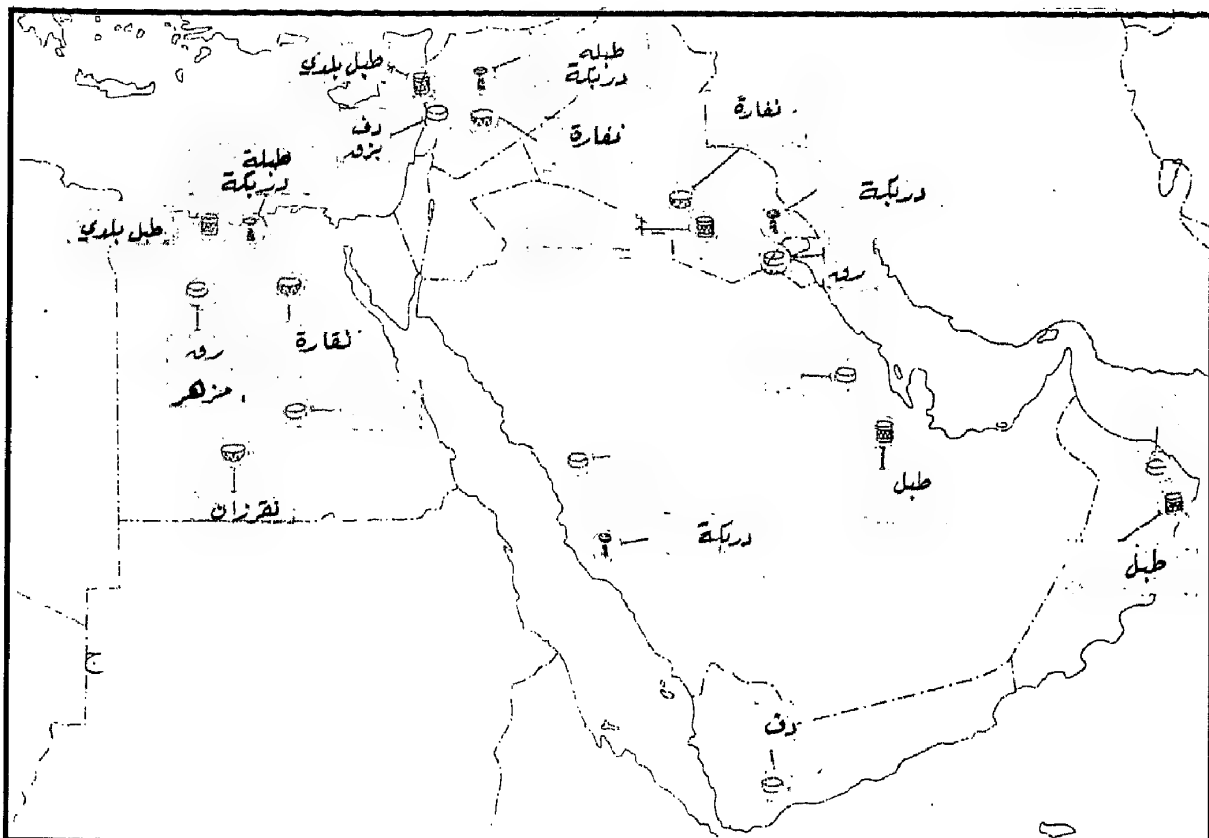 طبل بلدي
طبلة
دربكة
دف
نقارة
نقارة
طبلة
دربكة
طبل بلدي
دربكة
رق
رق
نقارة
مزهر
طبل
نقرزان
دربكة
طبل
دف